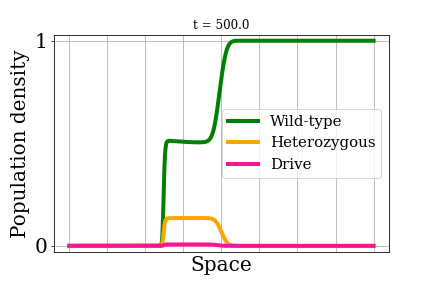 t = 500.0
Population density
1
0
Wild-type
Heterozygous
Drive
Space